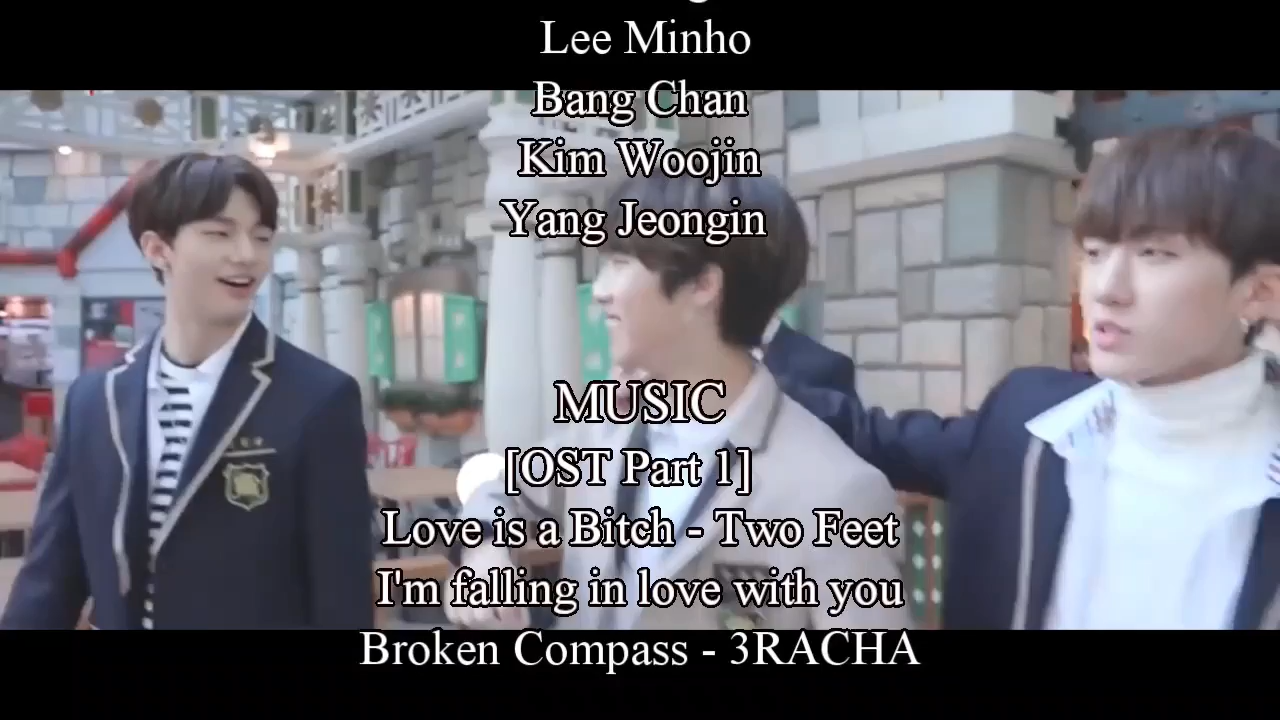 Lee Minho
Bang Chan
Kim Woojin
Yang Jeongin
MUSIC
[OST Part 1]
Love is a Bitch - Two Feet
I'm falling in love with you
Broken Compass - 3RACHA